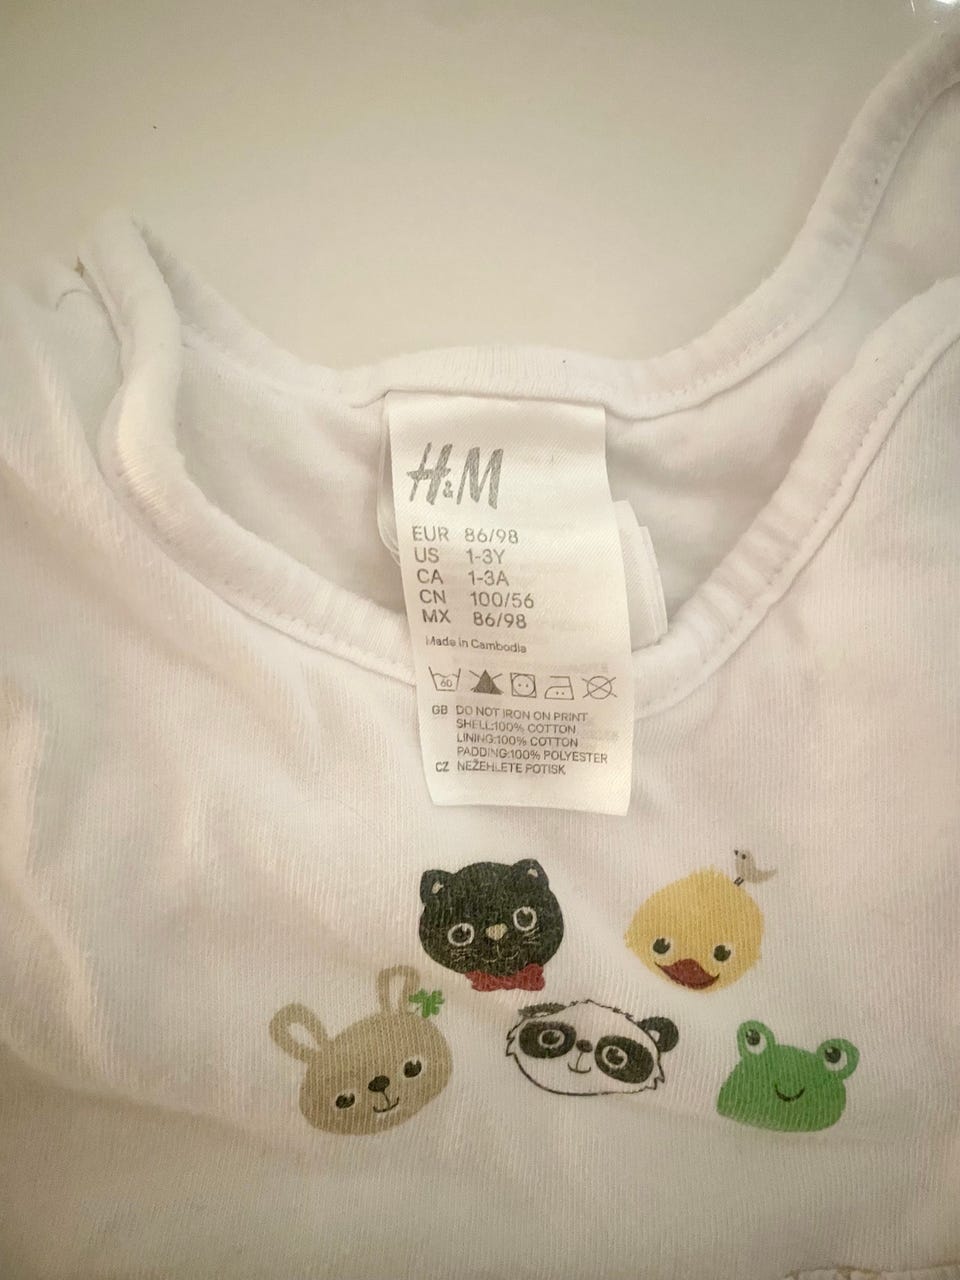 H&M
EUR 86/98
US 1-3Y
CA 1-3A
CN 100/56
MX 86/98
Made in Cambodia
60
GB DO NOT IRON ON PRINT
SHELL:100% COTTON
LINING:100% COTTON
PADDING:100% POLYESTER
CZ NEŽEHLETE POTISK